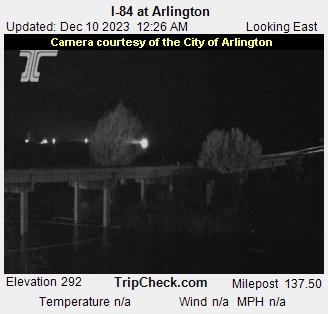 I-84 at Arlington
Updated: Dec 10 2023 12:26 AM Looking East
Camera courtesy of the City of Arlington
Elevation 292 TripCheck.com Milepost 137.50
Temperature n/a Wind n/a MPH n/a